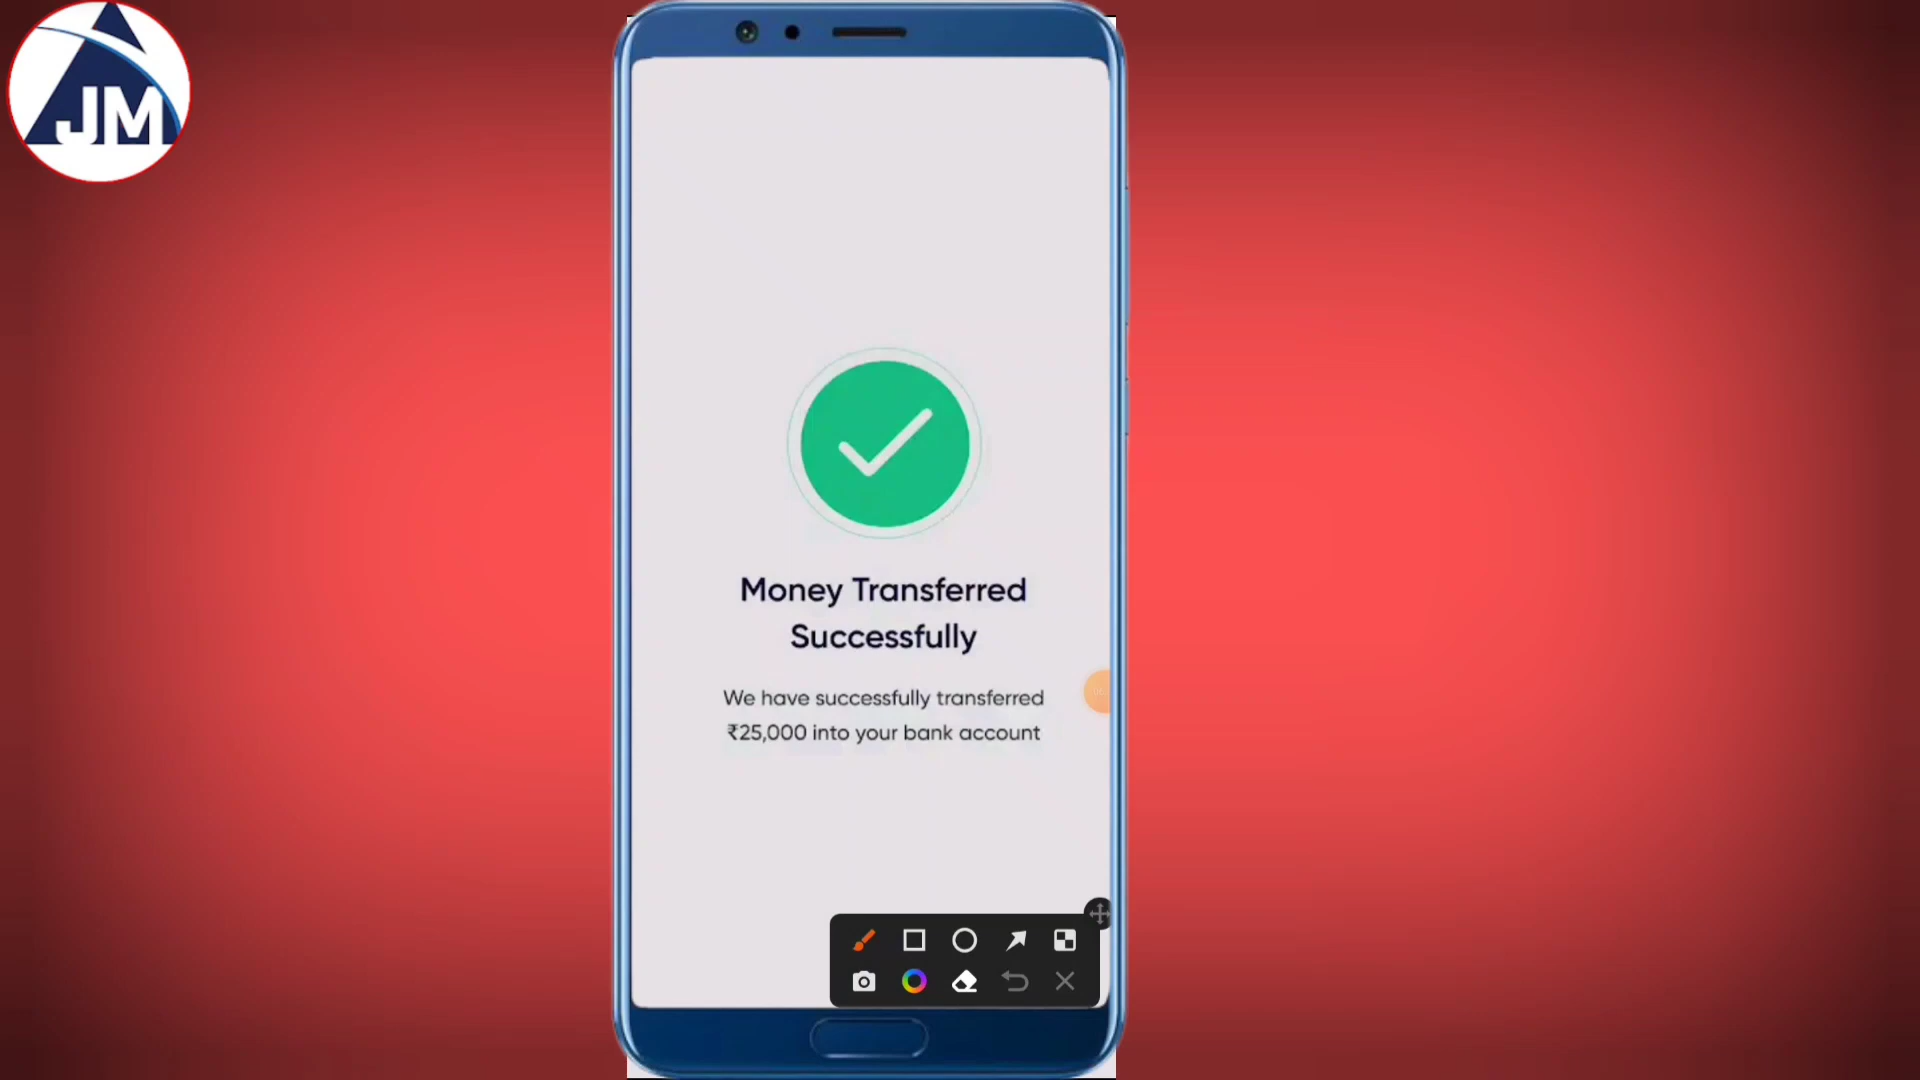 JM
Money Transferred
Successfully
We have successfully transferred
₹25,000 into your bank account